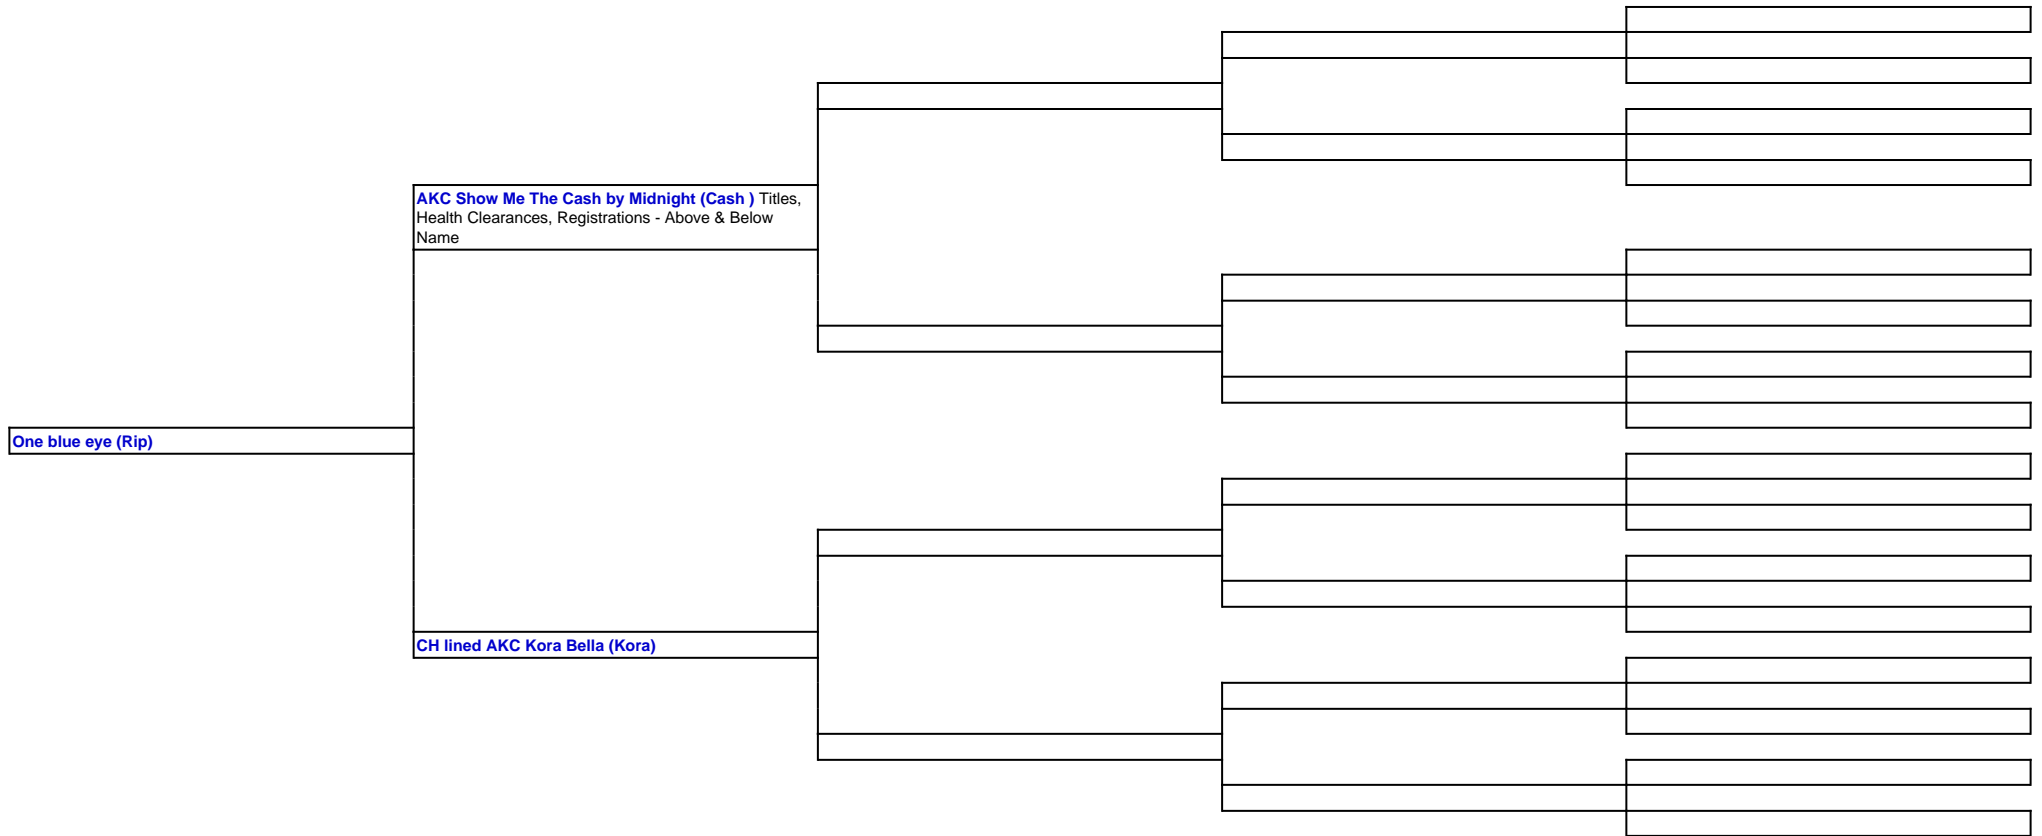 AKC Show Me The Cash by Midnight (Cash ) Titles,
Health Clearances, Registrations - Above & Below
Name
One blue eye (Rip)
CH lined AKC Kora Bella (Kora)